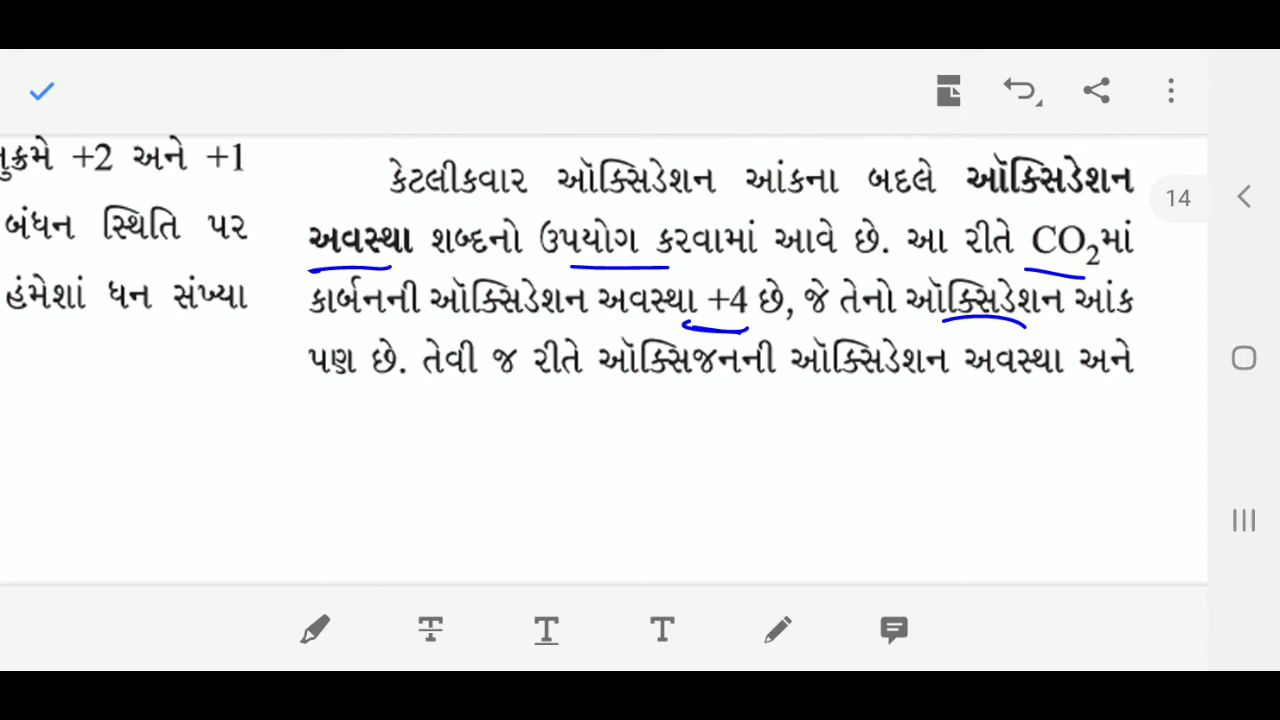 અને +2 અને +1
બંધન સ્થિતિ પર
હંમેશાં ધન સંખ્યા
14
કેટલીકવાર ઑક્સિડેશન આંકના બદલે ઑક્સિડેશન
અવસ્થા શબ્દનો ઉપયોગ કરવામાં આવે છે. આ રીતે CO₂માં
કાર્બનની ઑક્સિડેશન અવસ્થા +4 છે, જે તેનો ઑક્સિડેશન આંક
પણ છે. તેવી જ રીતે ઑક્સિજનની ઑક્સિડેશન અવસ્થા અને